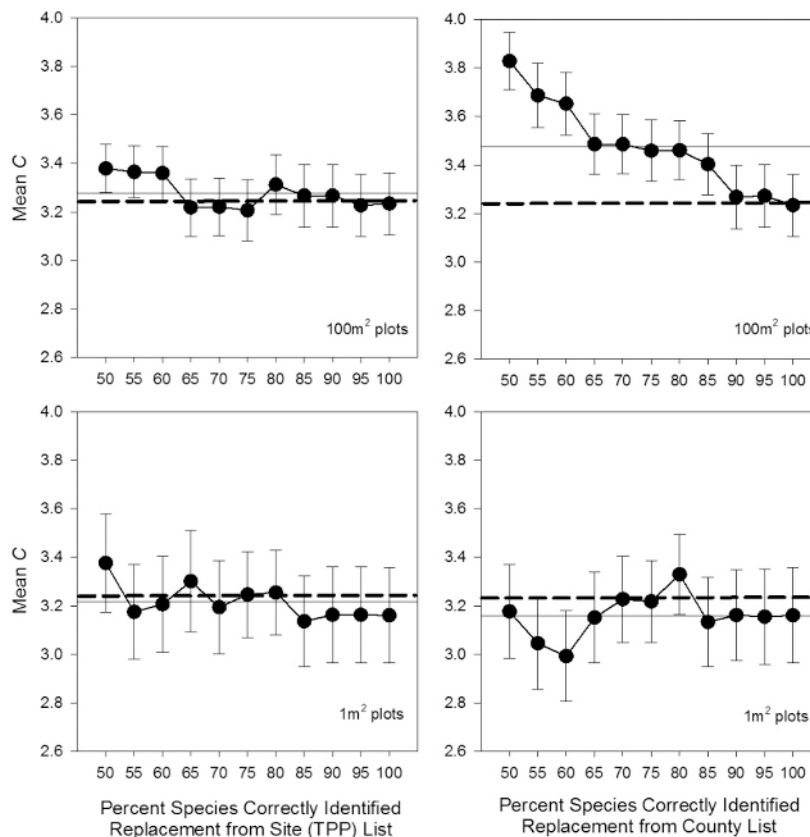 4.0
3.8
3.6
3.4
3.2
3.0
2.8
2.6
Mean C
100m² plots
50 55 60 65 70 75 80 85 90 95 100
4.0
3.8
3.6
3.4
3.2
3.0
2.8
2.6
100m² plots
50 55 60 65 70 75 80 85 90 95 100
4.0
3.8
3.6
3.4
3.2
3.0
2.8
2.6
Mean C
1m² plots
50 55 60 65 70 75 80 85 90 95 100
Percent Species Correctly Identified
Replacement from Site (TPP) List
4.0
3.8
3.6
3.4
3.2
3.0
2.8
2.6
1m² plots
50 55 60 65 70 75 80 85 90 95 100
Percent Species Correctly Identified
Replacement from County List